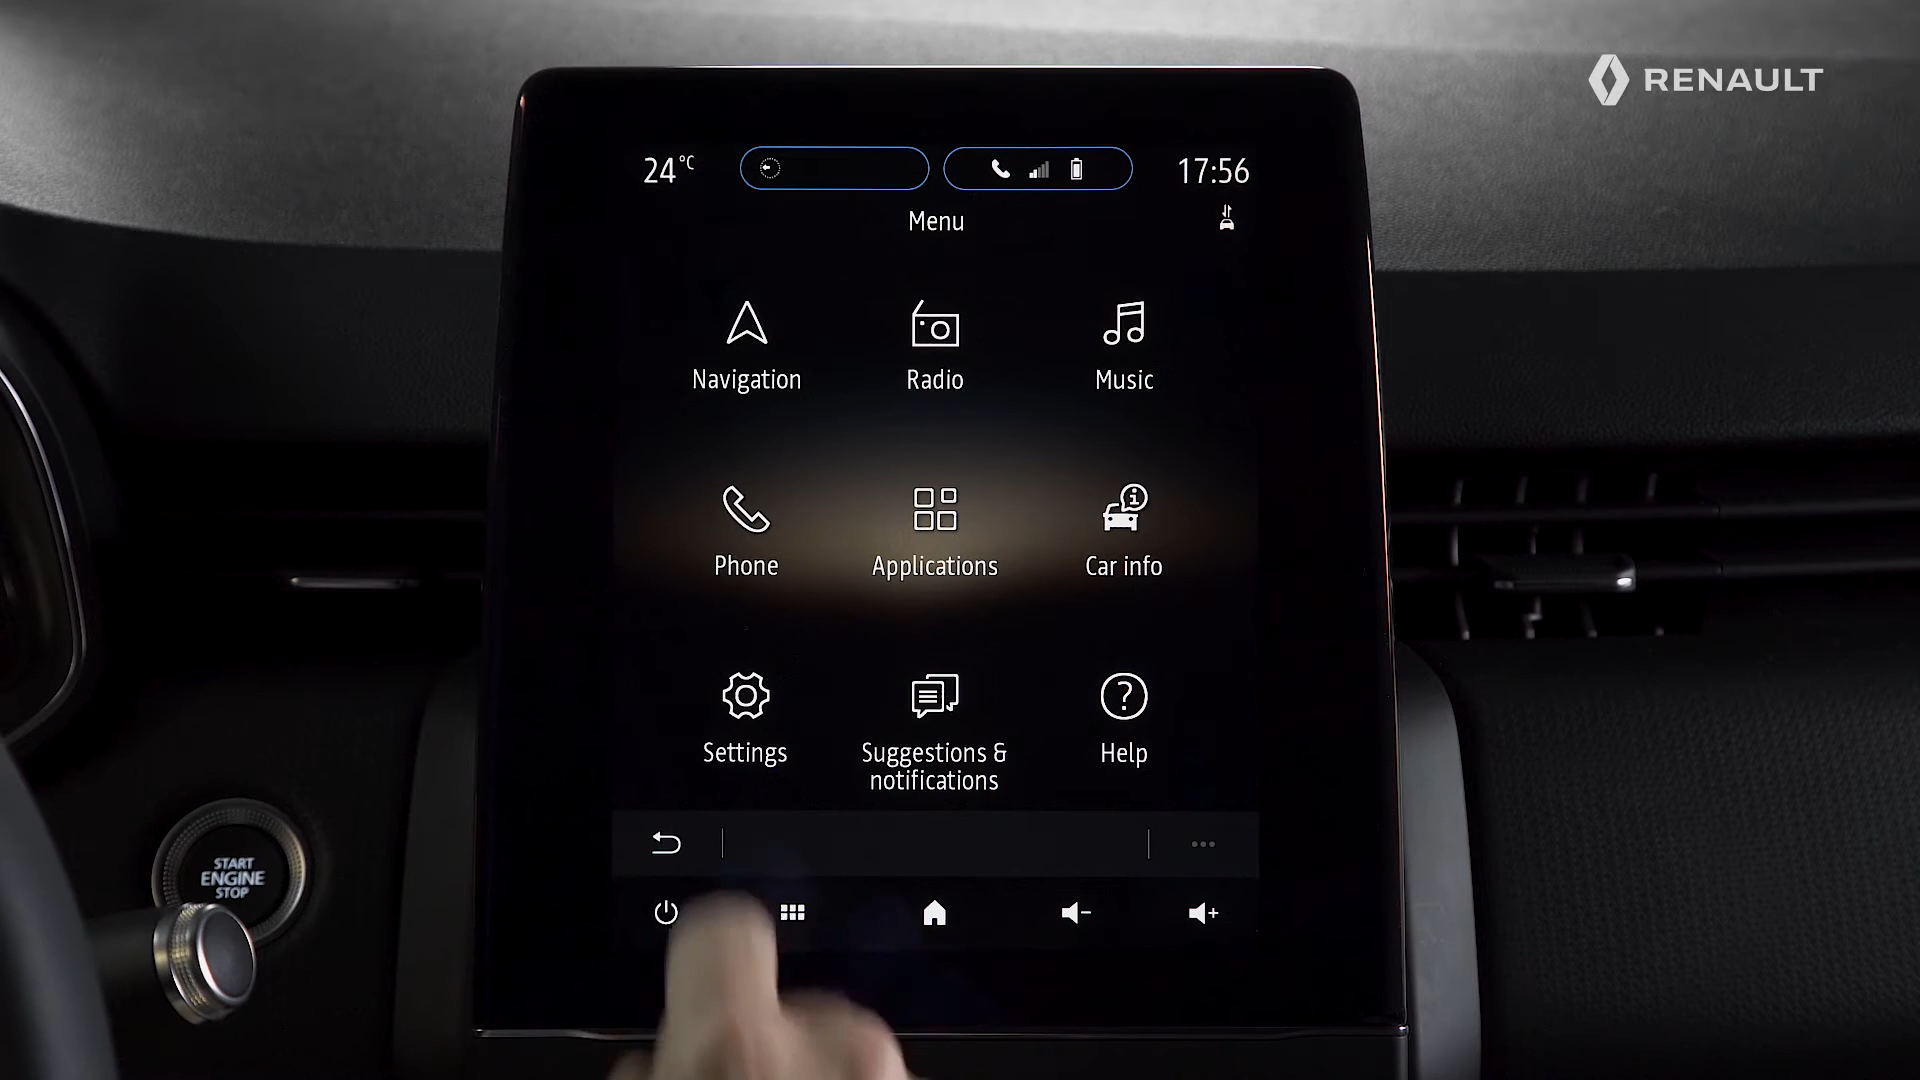 RENAULT
24°C
17:56
Menu
Navigation
Radio
Music
Phone
Applications
Car info
Settings
Suggestions &
notifications
Help
START
ENGINE
STOP